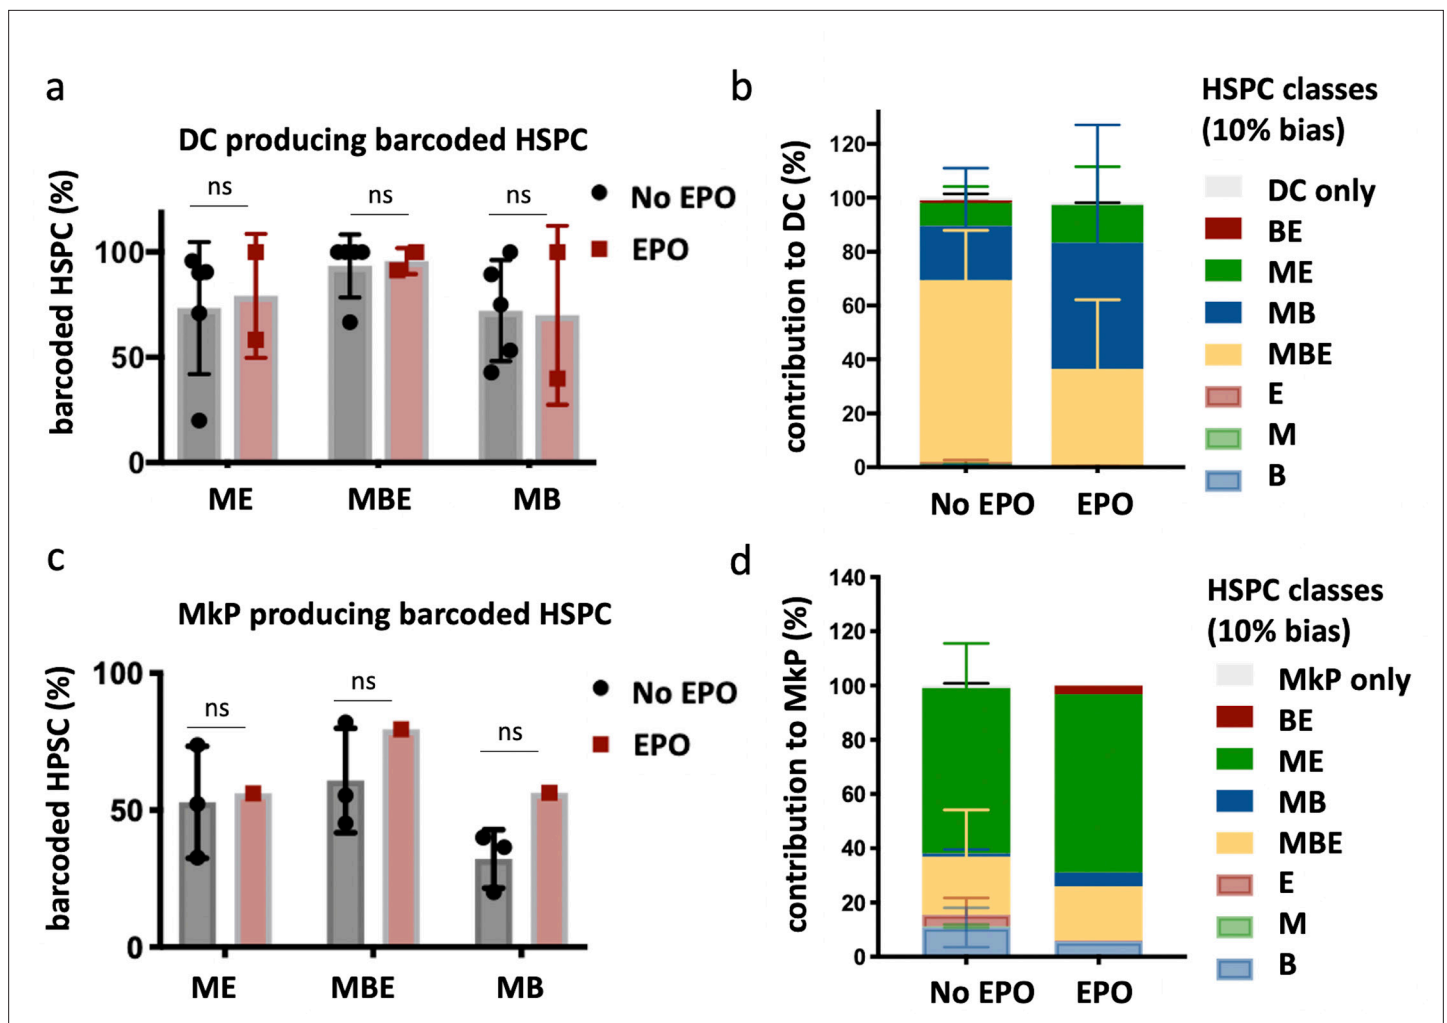 a
DC producing barcoded HSPC
barcoded HSPC (%)
100
50
0
ns
ns
ns
No EPO
EPO
ME
MBE
MB
b
contribution to DC (%)
120
100
80
60
40
20
0
No EPO
EPO
HSPC classes
(10% bias)
DC only
BE
ME
MB
MBE
E
M
B
c
MkP producing barcoded HSPC
barcoded HPSC (%)
100
50
0
ns
ns
ns
No EPO
EPO
ME
MBE
MB
d
contribution to MkP (%)
140
120
100
80
60
40
20
0
No EPO
EPO
HSPC classes
(10% bias)
MkP only
BE
ME
MB
MBE
E
M
B